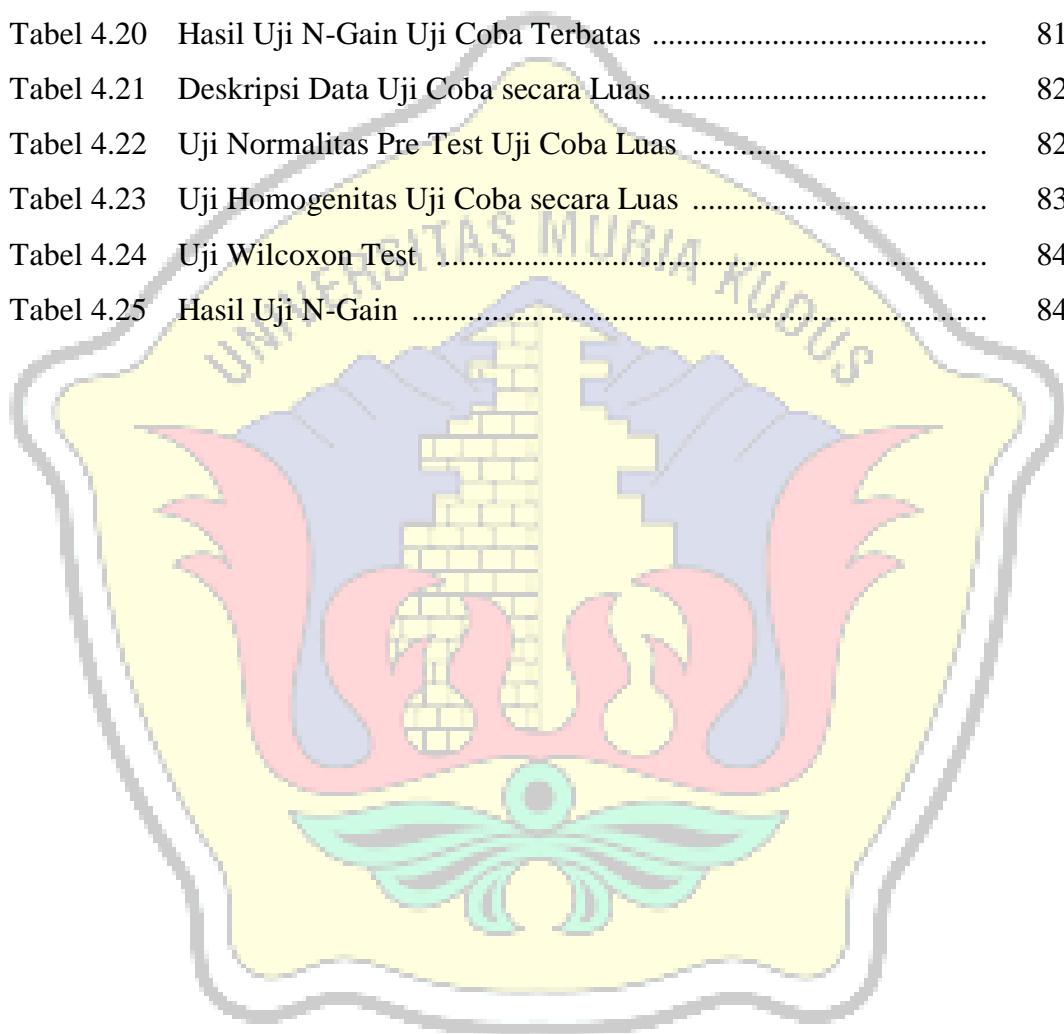 Tabel 4.20 Hasil Uji N-Gain Uji Coba Terbatas ........................................ 81
Tabel 4.21 Deskripsi Data Uji Coba secara Luas ........................................ 82
Tabel 4.22 Uji Normalitas Pre Test Uji Coba Luas .................................... 82
Tabel 4.23 Uji Homogenitas Uji Coba secara Luas .................................... 83
Tabel 4.24 Uji Wilcoxon Test .................................................................. 84
Tabel 4.25 Hasil Uji N-Gain ..................................................................... 84
UNIVERSITAS MURIA KUDUS